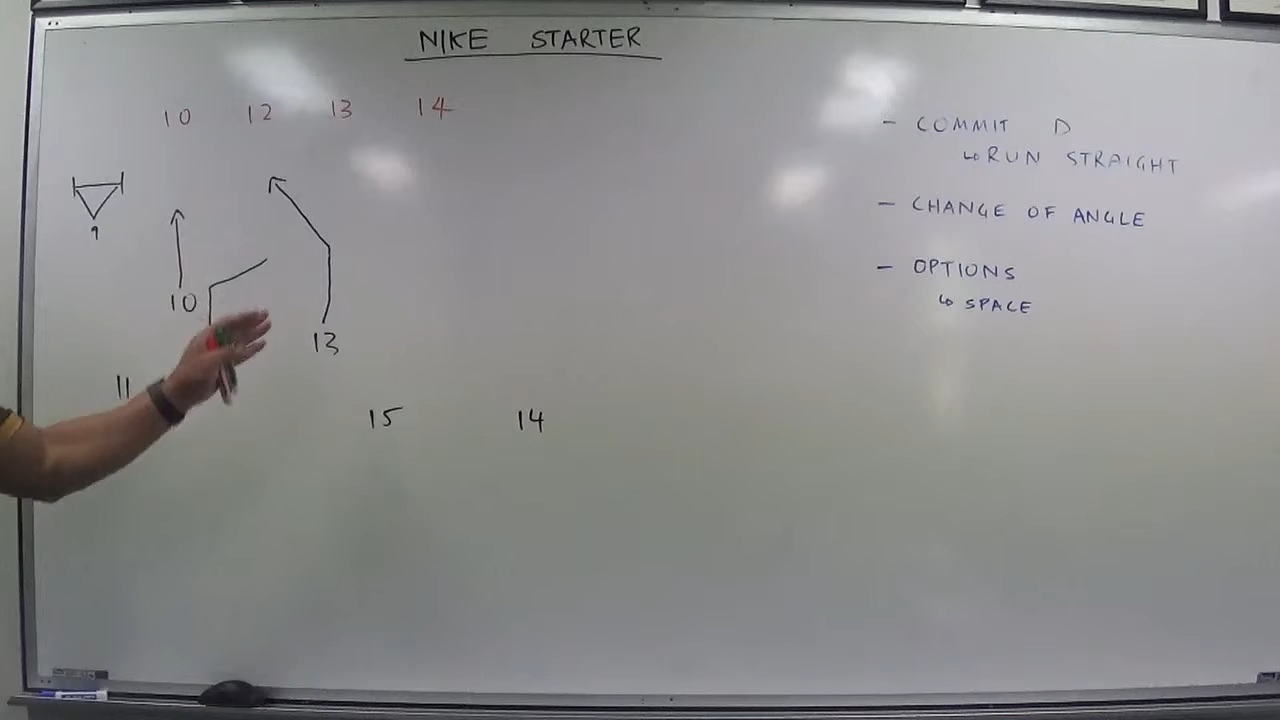 NIKE STARTER
10 12 13 14
- COMMIT D
↳ RUN STRAIGHT
- CHANGE OF ANGLE
- OPTIONS
↳ SPACE
9
10
13
11
15 14